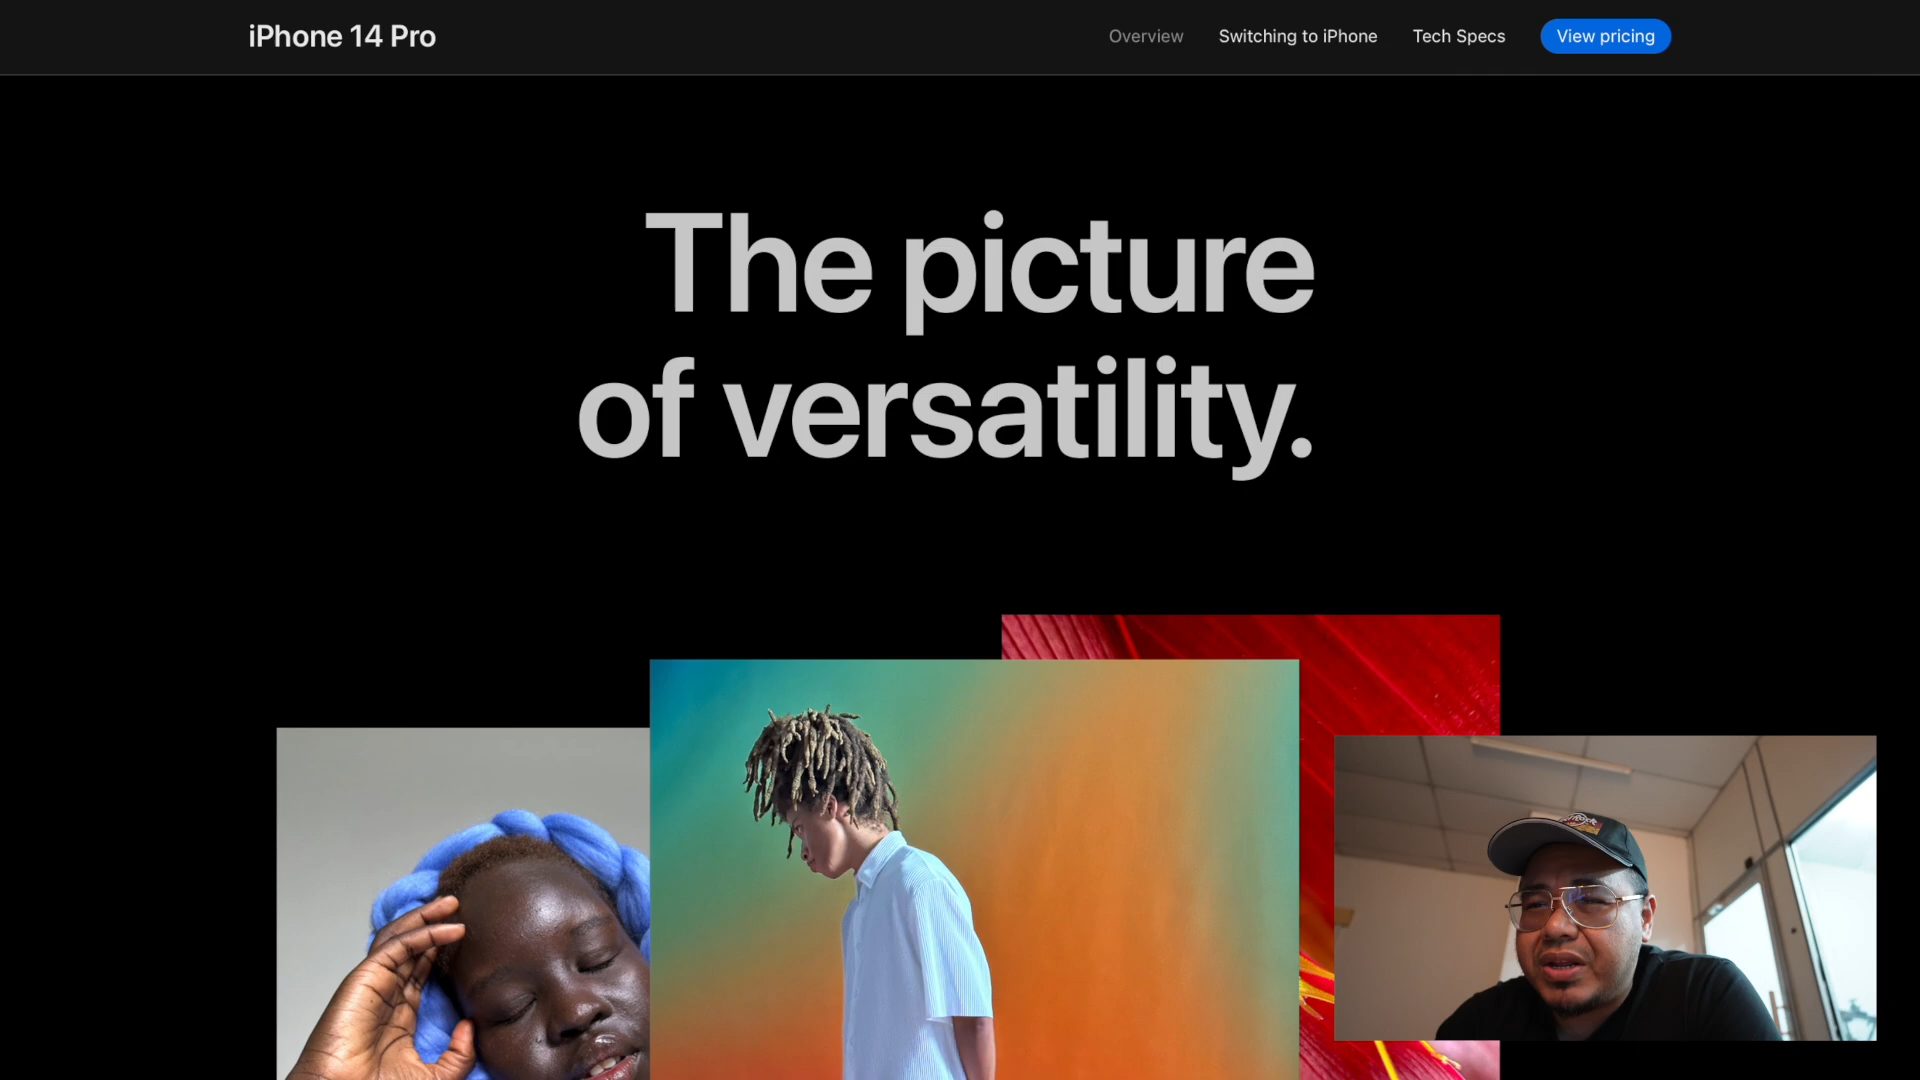 iPhone 14 Pro
Overview
Switching to iPhone
Tech Specs
View pricing
The picture
of versatility.